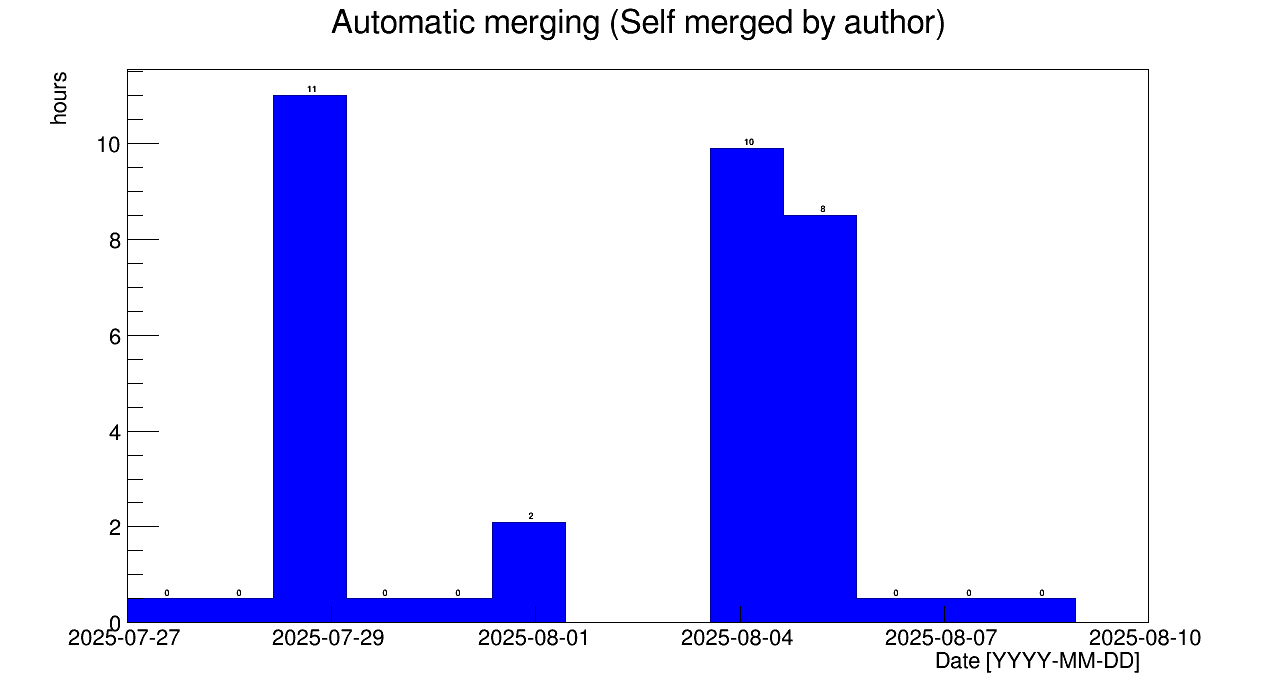 Automatic merging (Self merged by author)
hours
11
10
10
8
8
6
4
2
2
0 0 0 0 0 0 0
0
2025-07-27 2025-07-29 2025-08-01 2025-08-04 2025-08-07 2025-08-10
Date [YYYY-MM-DD]